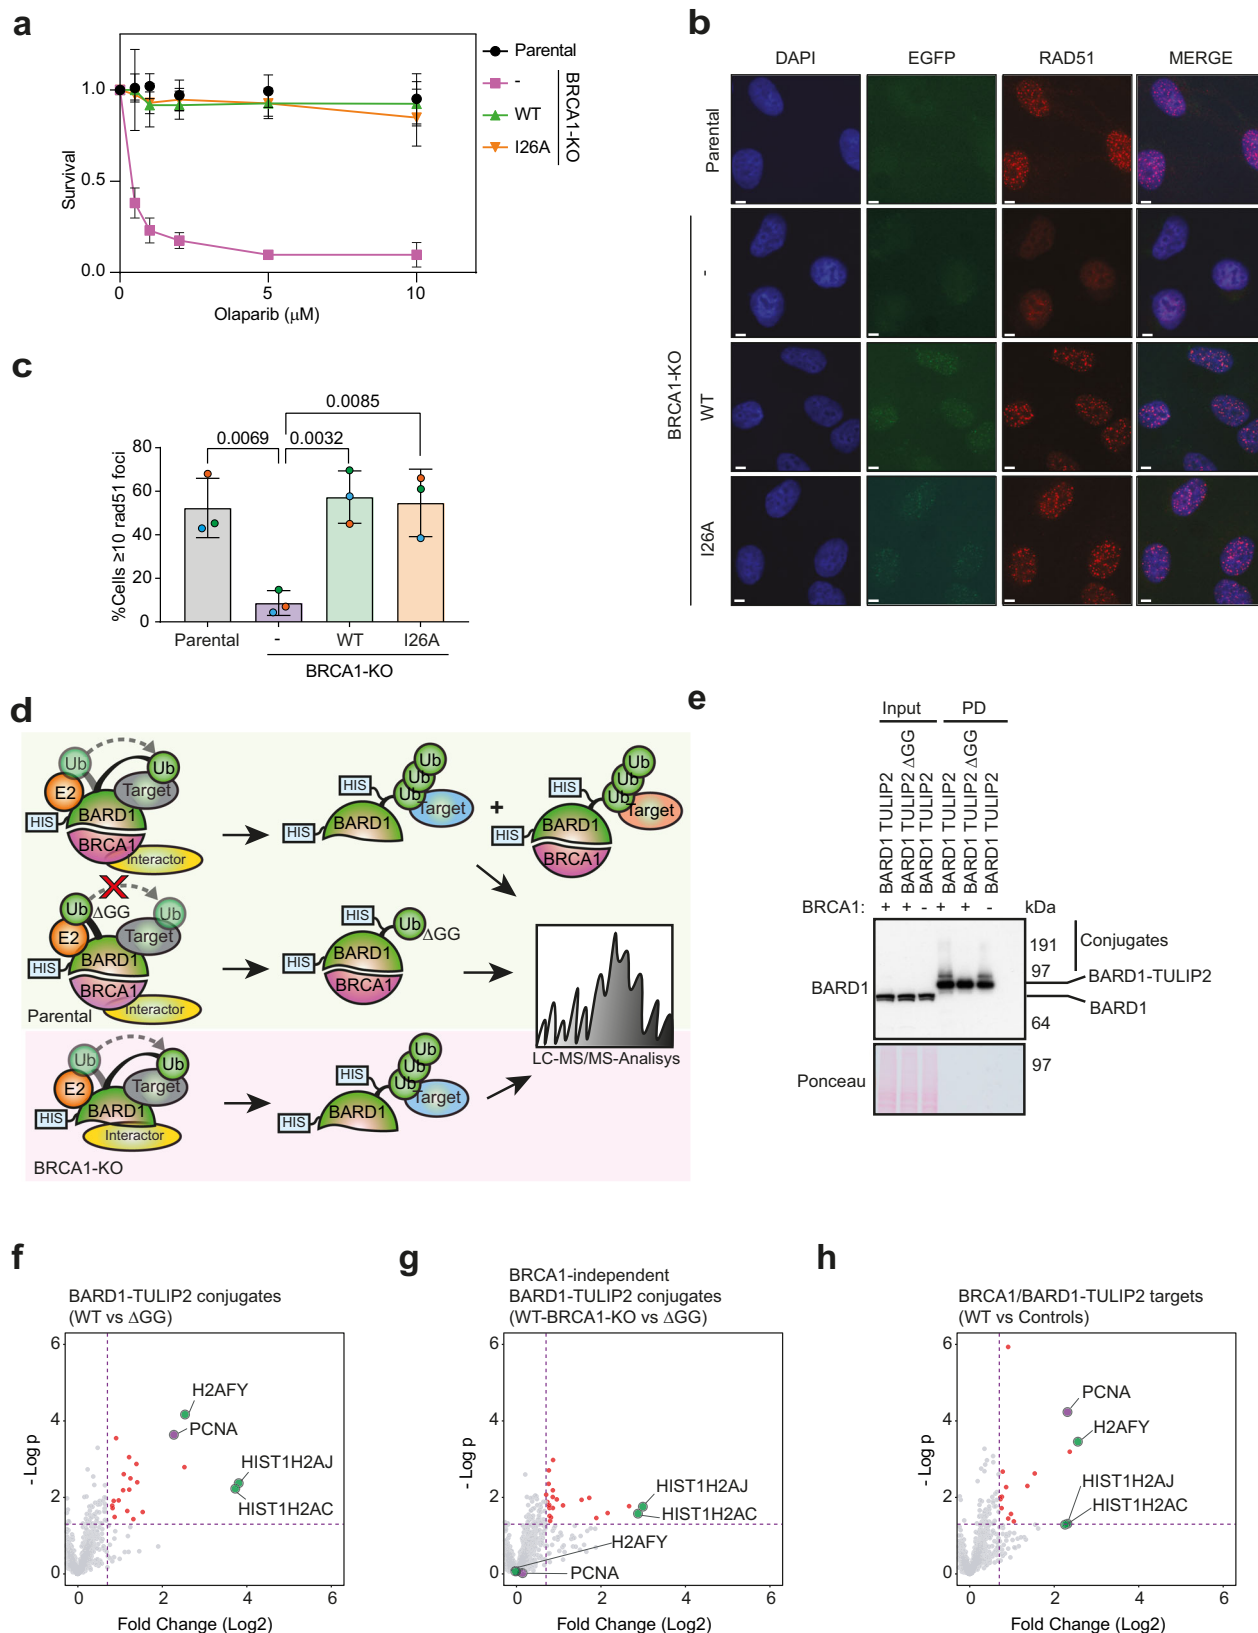 a
1.0
0.5
0.0
Survival
0
5
10
Olaparib (μM)
Parental
-
WT
I26A
BRCA1-KO
b
DAPI
EGFP
RAD51
MERGE
Parental
-
WT
I26A
BRCA1-KO
c
0.0085
0.0069
0.0032
80
60
40
20
0
%Cells ≥10 rad51 foci
Parental
-
WT
I26A
BRCA1-KO
d
Ub
Ub
E2
Target
HIS
BARD1
BRCA1
Interactor
HIS
Ub
Ub
Ub
Target
HIS
BARD1
+
HIS
Ub
Ub
Ub
Target
HIS
BARD1
BRCA1
Ub
ΔGG
Ub
E2
Target
HIS
BARD1
BRCA1
Interactor
Parental
HIS
Ub
ΔGG
HIS
BARD1
BRCA1
LC-MS/MS-Analisys
Ub
Ub
E2
Target
HIS
BARD1
Interactor
BRCA1-KO
HIS
Ub
Ub
Ub
Target
HIS
BARD1
e
Input
PD
BARD1 TULIP2
BARD1 TULIP2 ΔGG
BARD1 TULIP2
BARD1 TULIP2
BARD1 TULIP2 ΔGG
BARD1 TULIP2
BRCA1: + + - + + -
kDa
191
97
64
97
Conjugates
BARD1-TULIP2
BARD1
BARD1
Ponceau
f
BARD1-TULIP2 conjugates
(WT vs ΔGG)
6
4
2
0
- Log p
H2AFY
PCNA
HIST1H2AJ
HIST1H2AC
0
2
4
6
Fold Change (Log2)
g
BRCA1-independent
BARD1-TULIP2 conjugates
(WT-BRCA1-KO vs ΔGG)
6
4
2
0
- Log p
HIST1H2AJ
HIST1H2AC
H2AFY
PCNA
0
2
4
6
Fold Change (Log2)
h
BRCA1/BARD1-TULIP2 targets
(WT vs Controls)
6
4
2
0
- Log p
PCNA
H2AFY
HIST1H2AJ
HIST1H2AC
0
2
4
6
Fold Change (Log2)